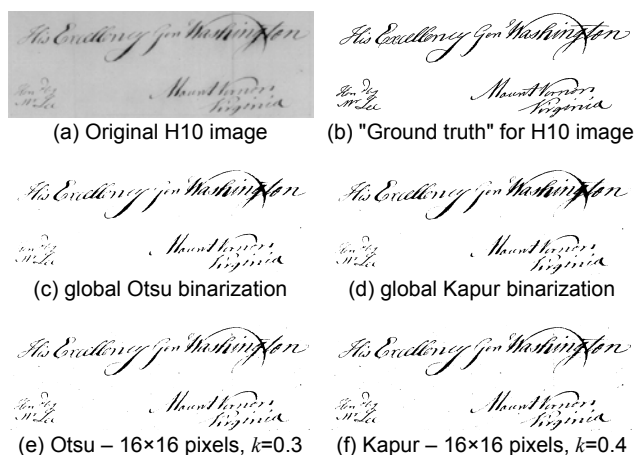 His Excellency Gen Washington
Mount Vernon
Virginia
(a) Original H10 image
His Excellency Gen Washington
Mount Vernon
Virginia
(b) "Ground truth" for H10 image
His Excellency Gen Washington
Mount Vernon
Virginia
(c) global Otsu binarization
His Excellency Gen Washington
Mount Vernon
Virginia
(d) global Kapur binarization
His Excellency Gen Washington
Mount Vernon
Virginia
(e) Otsu – 16×16 pixels, k=0.3
His Excellency Gen Washington
Mount Vernon
Virginia
(f) Kapur – 16×16 pixels, k=0.4